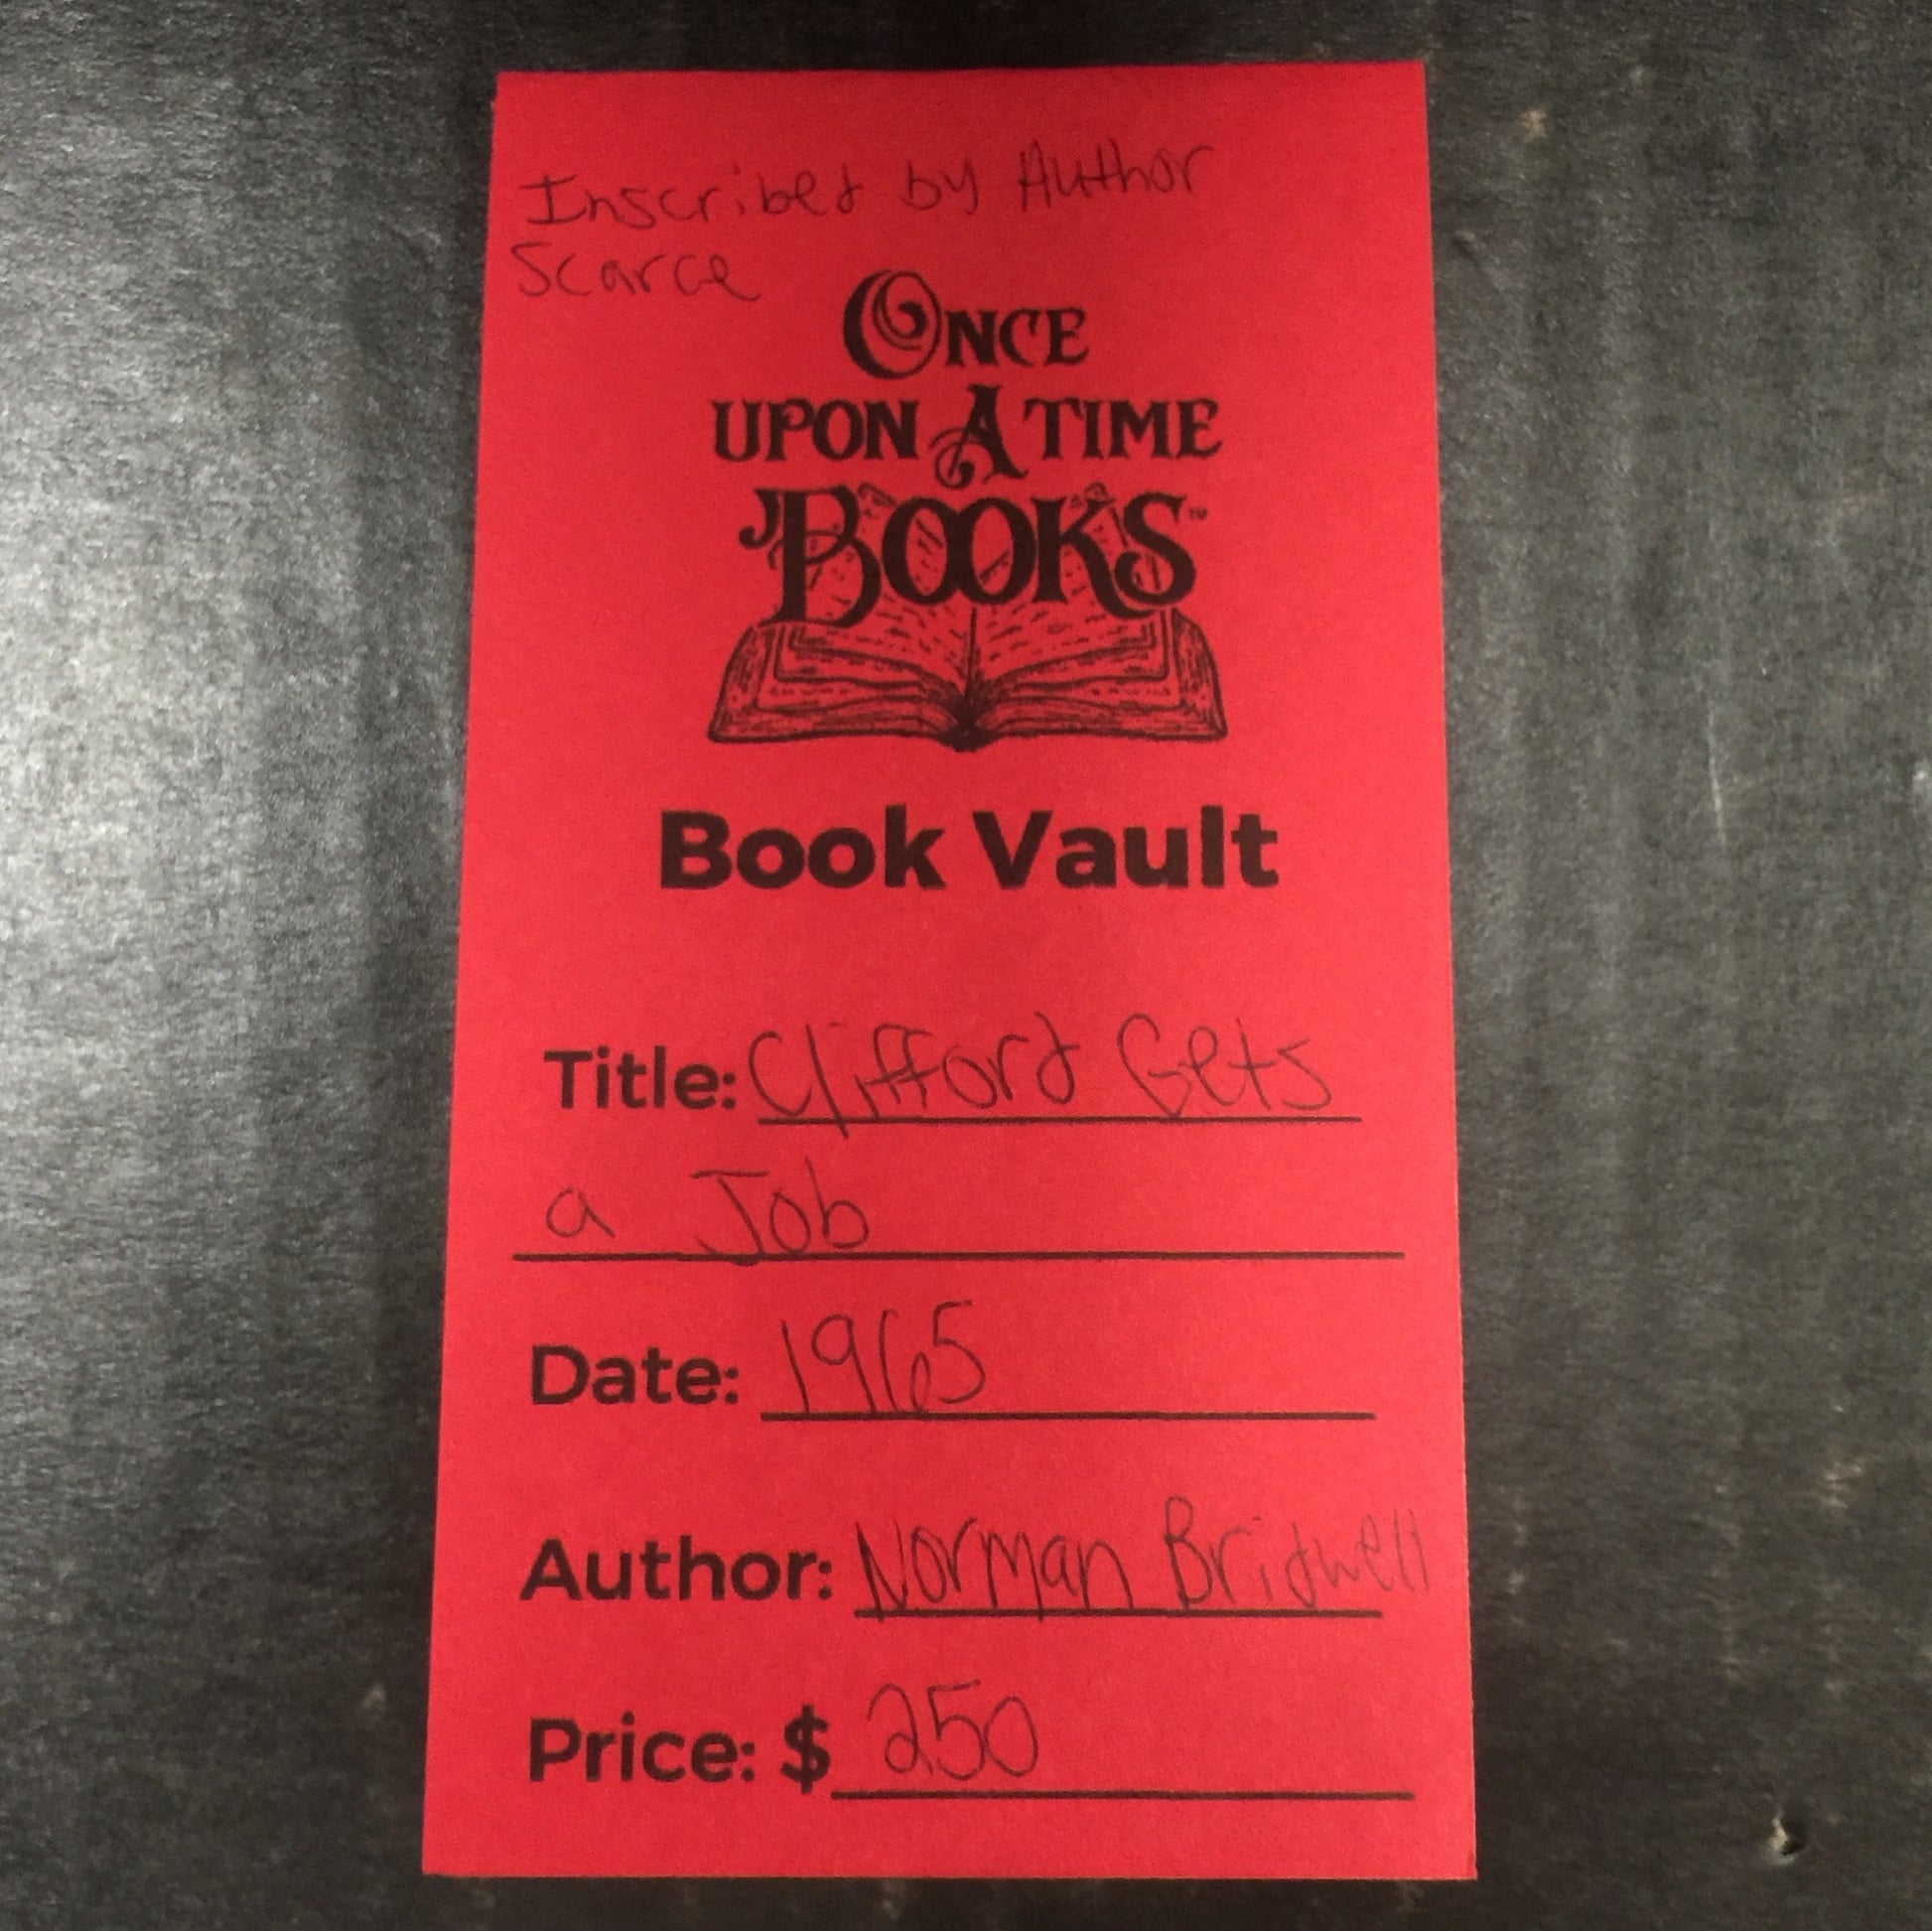 Inscribed by Author
Scarce
ONCE
UPON A TIME
BOOKS™
Book Vault
Title: Clifford Gets
a Job
Date: 1965
Author: Norman Bridwell
Price: $ 250